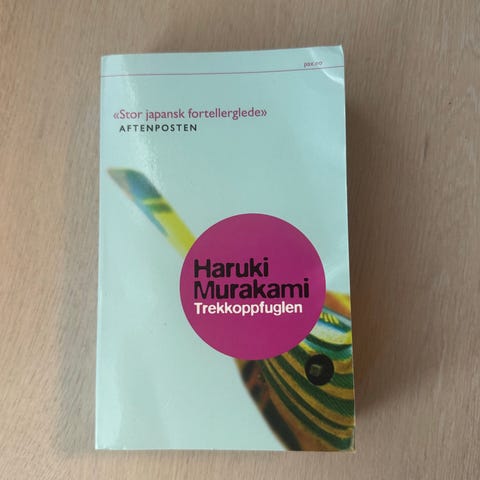 pax.no
«Stor japansk fortellerglede»
AFTENPOSTEN
Haruki
Murakami
Trekkoppfuglen